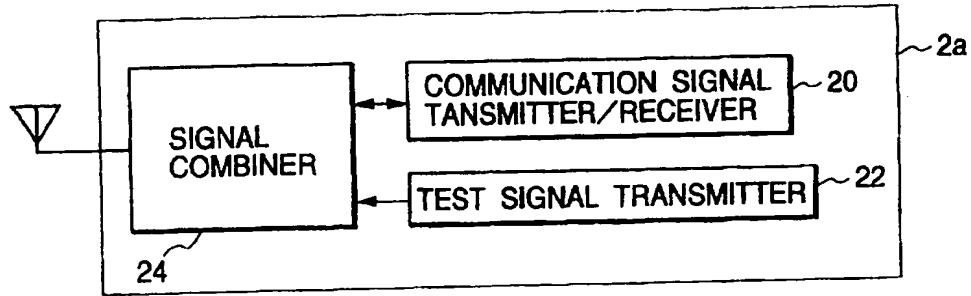 2a
COMMUNICATION SIGNAL
TANSMITTER/RECEIVER
20
SIGNAL
COMBINER
TEST SIGNAL TRANSMITTER
22
24